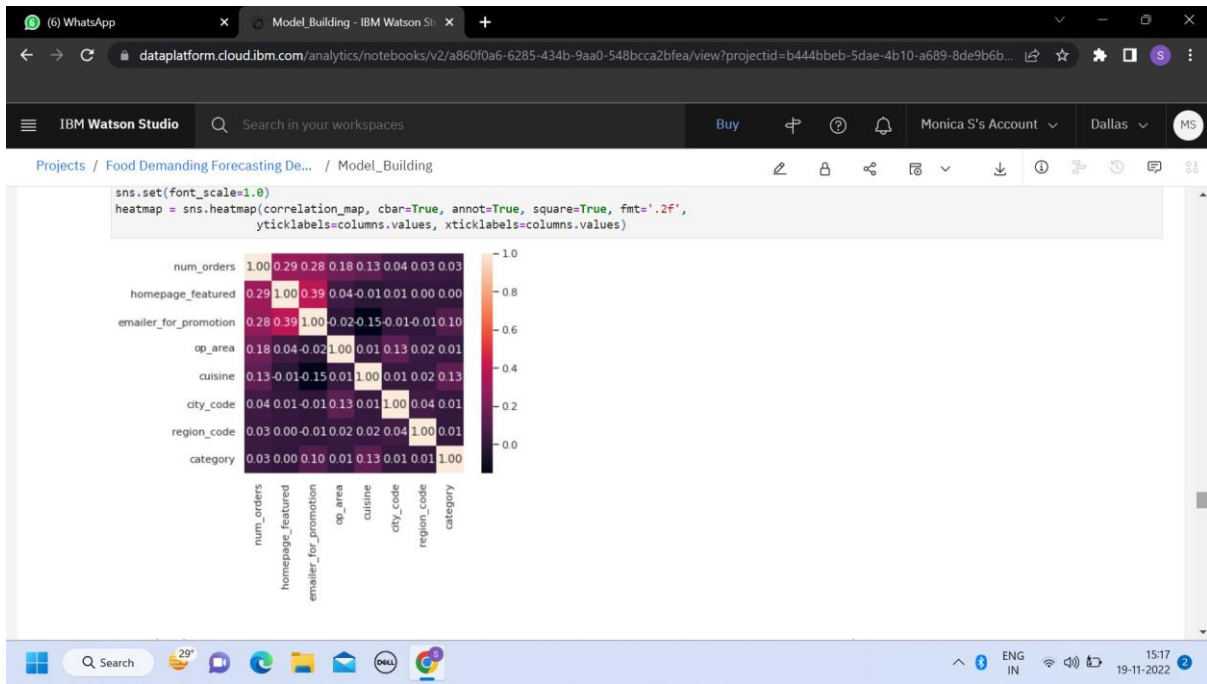 (6) WhatsApp
Model_Building - IBM Watson St
dataplatform.cloud.ibm.com/analytics/notebooks/v2/a860f0a6-6285-434b-9aa0-548bcca2bfea/view?projectid=b444bbeb-5dae-4b10-a689-8de9b6b...
S
IBM Watson Studio
Search in your workspaces
Buy
Monica S's Account
Dallas
MS
Projects / Food Demanding Forecasting De... / Model_Building
sns.set(font_scale=1.0)
heatmap = sns.heatmap(correlation_map, cbar=True, annot=True, square=True, fmt='.2f',
yticklabels=columns.values, xticklabels=columns.values)
num_orders 1.00 0.29 0.28 0.18 0.13 0.04 0.03 0.03
homepage_featured 0.29 1.00 0.39 0.04 -0.01 0.01 0.00 0.00
emailer_for_promotion 0.28 0.39 1.00 -0.02 -0.15 -0.01 -0.01 0.10
op_area 0.18 0.04 -0.02 1.00 0.01 0.13 0.02 0.01
cuisine 0.13 -0.01 -0.15 0.01 1.00 0.01 0.02 0.13
city_code 0.04 0.01 -0.01 0.13 0.01 1.00 0.04 0.01
region_code 0.03 0.00 -0.01 0.02 0.02 0.04 1.00 0.01
category 0.03 0.00 0.10 0.01 0.13 0.01 0.01 1.00
num_orders
homepage_featured
emailer_for_promotion
op_area
cuisine
city_code
region_code
category
1.0
0.8
0.6
0.4
0.2
0.0
Search
29°
DELL
ENG
IN
15:17
19-11-2022
2